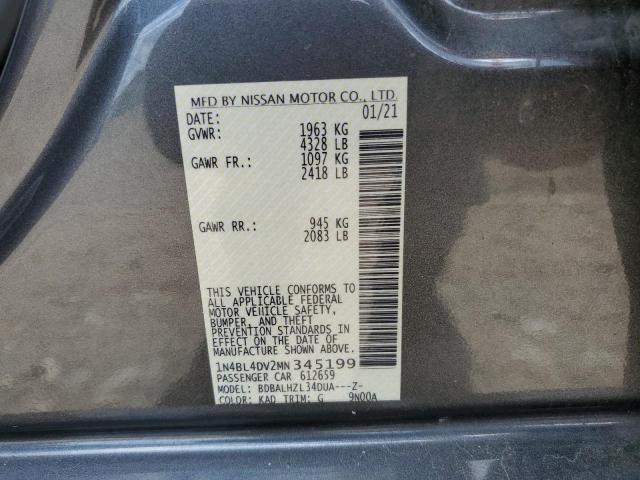 MFD BY NISSAN MOTOR CO., LTD.
DATE: 01/21
GVWR: 1963 KG
4328 LB
GAWR FR.: 1097 KG
2418 LB
GAWR RR.: 945 KG
2083 LB
THIS VEHICLE CONFORMS TO
ALL APPLICABLE FEDERAL
MOTOR VEHICLE SAFETY,
BUMPER, AND THEFT
PREVENTION STANDARDS IN
EFFECT ON THE DATE OF
MANUFACTURE SHOWN ABOVE.
1N4BL4DV2MN345199
PASSENGER CAR 612659
MODEL: BDBALHZL34DUA---Z-
COLOR: KAD TRIM: G 9N00A